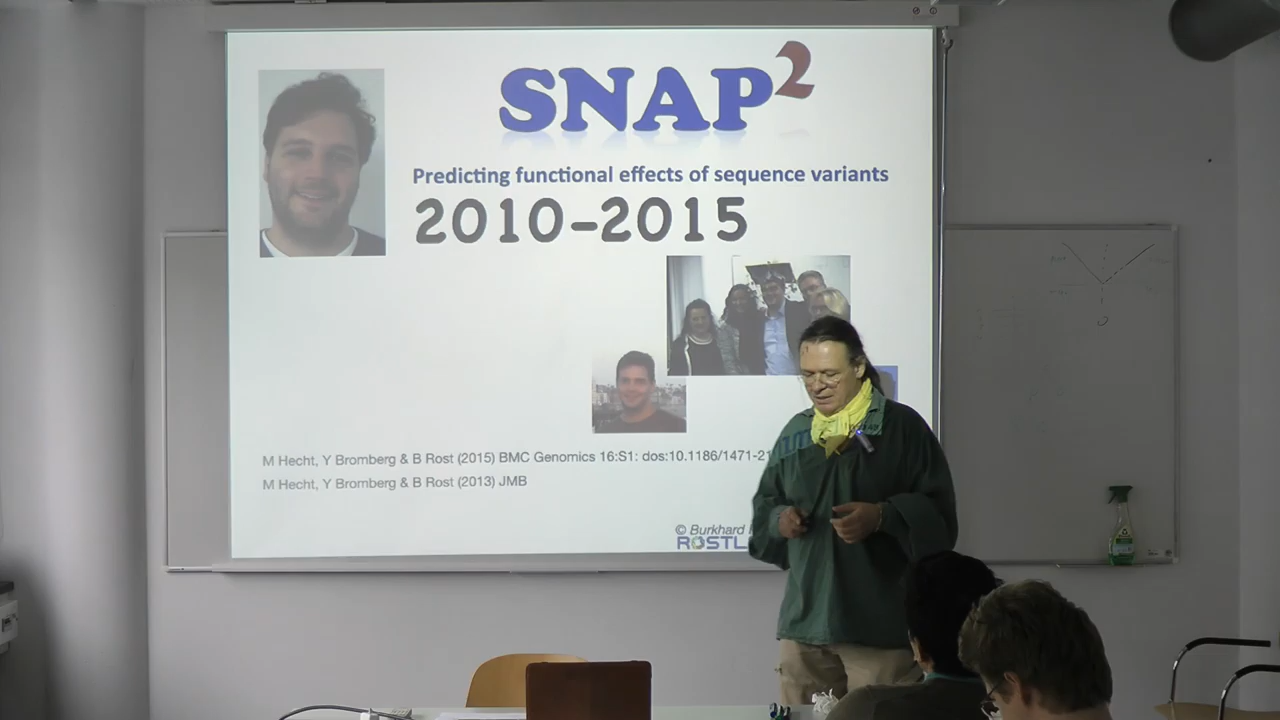 SNAP2
Predicting functional effects of sequence variants
2010-2015
M Hecht, Y Bromberg & B Rost (2015) BMC Genomics 16:S1: dos:10.1186/1471-21
M Hecht, Y Bromberg & B Rost (2013) JMB
© Burkhard
ROSTL